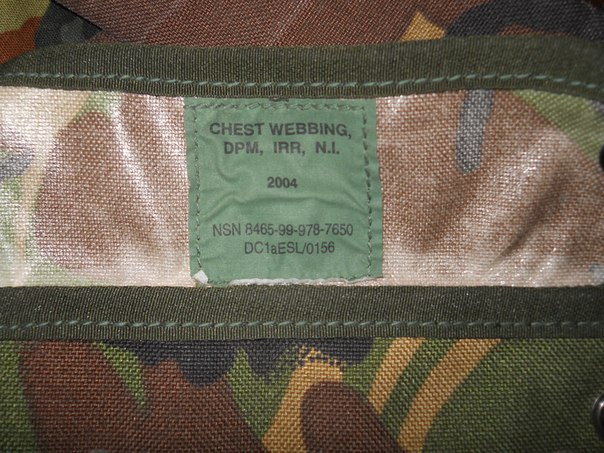 CHEST WEBBING,
DPM, IRR, N.I.
2004
NSN 8465-99-978-7650
DC1aESL/0156